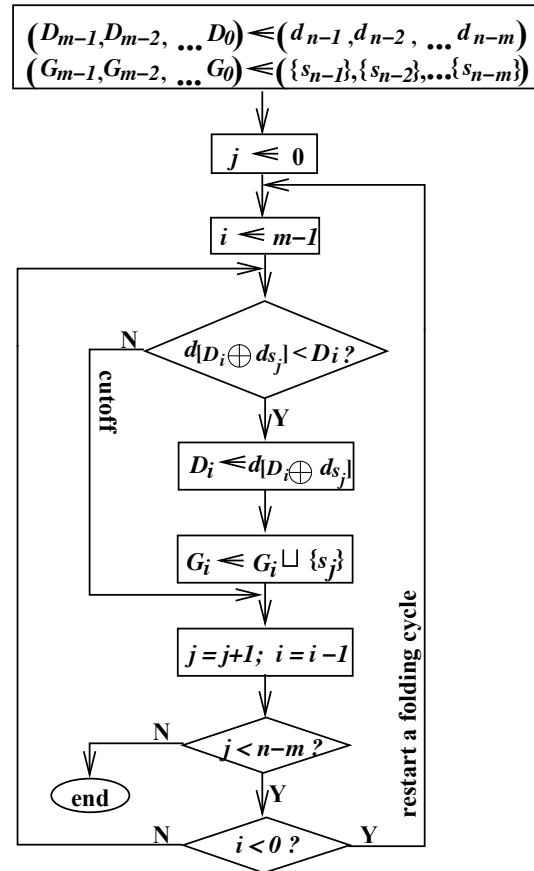 (D_{m-1},D_{m-2}, ... D_0) ⋖ (d_{n-1},d_{n-2}, ... d_{n-m})
(G_{m-1},G_{m-2}, ... G_0) ⋖ ({s_{n-1}},{s_{n-2}},...{s_{n-m}})
j ⋖ 0
i ⋖ m-1
N
d[D_i ⊕ d_{s_j}] < D_i ?
cutoff
Y
D_i ⋖ d[D_i ⊕ d_{s_j}]
G_i ⋖ G_i ⊔ {s_j}
restart a folding cycle
j = j+1; i = i-1
N
j < n-m ?
end
Y
N
i < 0 ?
Y